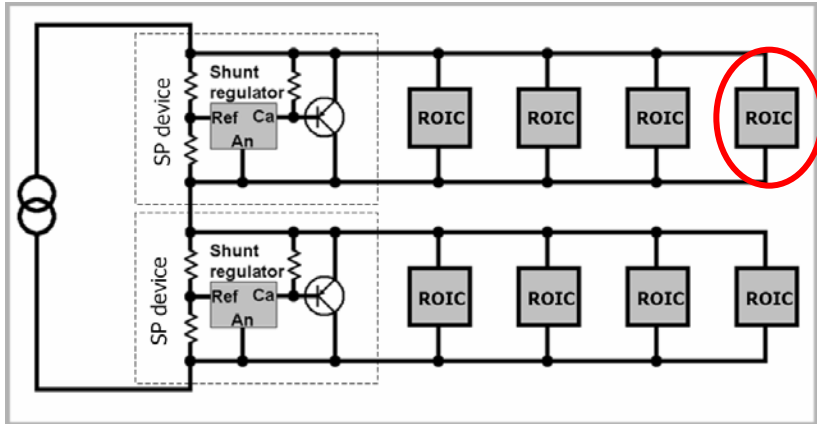 SP device
Shunt
regulator
Ref Ca
An
ROIC ROIC ROIC ROIC
SP device
Shunt
regulator
Ref Ca
An
ROIC ROIC ROIC ROIC